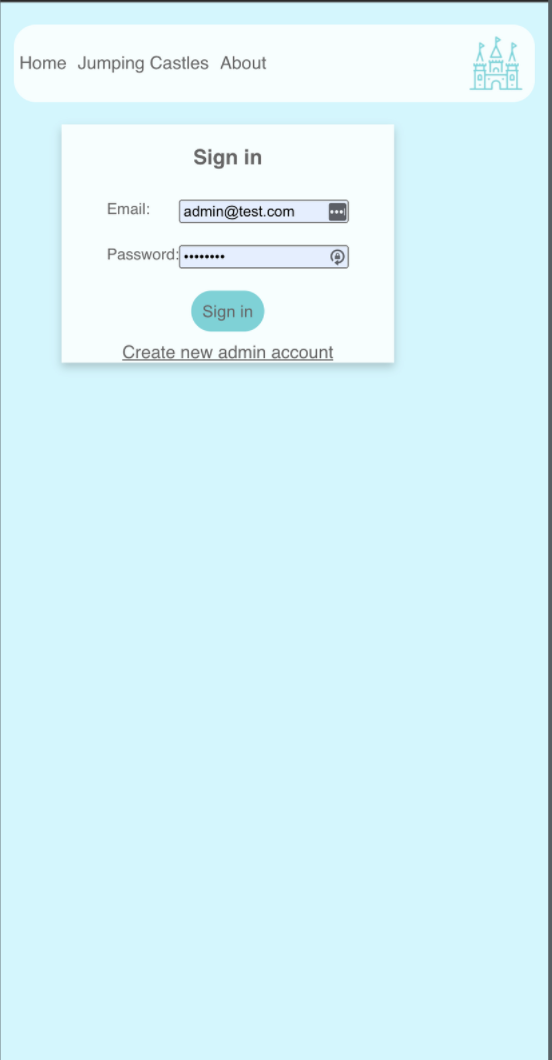 Home Jumping Castles About
Sign in
Email: admin@test.com
Password: ••••••••
Sign in
Create new admin account